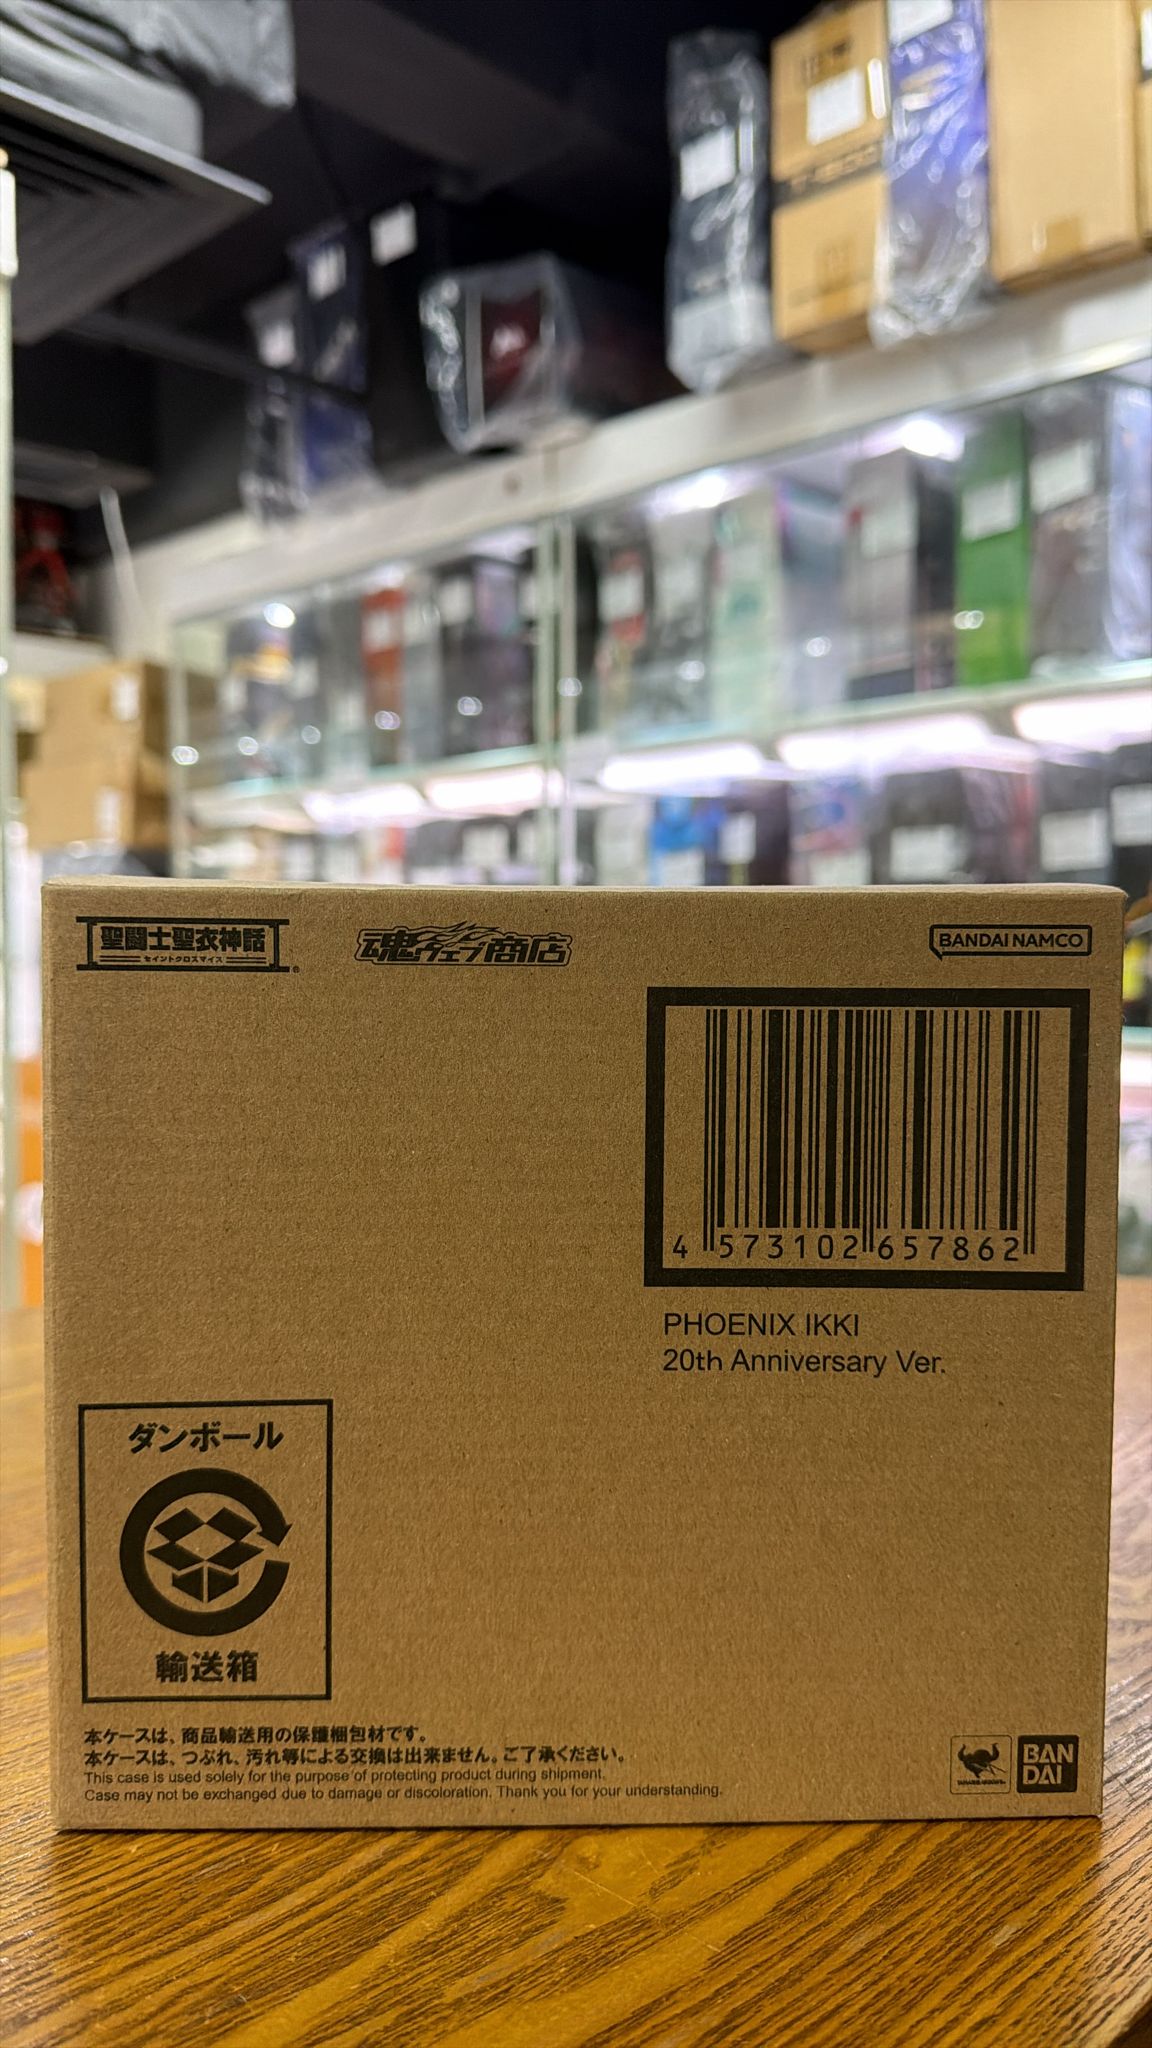 聖闘士聖衣神話
セイントクロスマイス
魂ウェブ商店
BANDAI NAMCO
4 573102 657862
PHOENIX IKKI
20th Anniversary Ver.
ダンボール
輸送箱
本ケースは、商品輸送用の保護梱包材です。
本ケースは、つぶれ、汚れ等による交換は出来ません。ご了承ください。
This case is used solely for the purpose of protecting product during shipment.
Case may not be exchanged due to damage or discoloration. Thank you for your understanding.
TAMASHII NATIONS
BAN
DAI